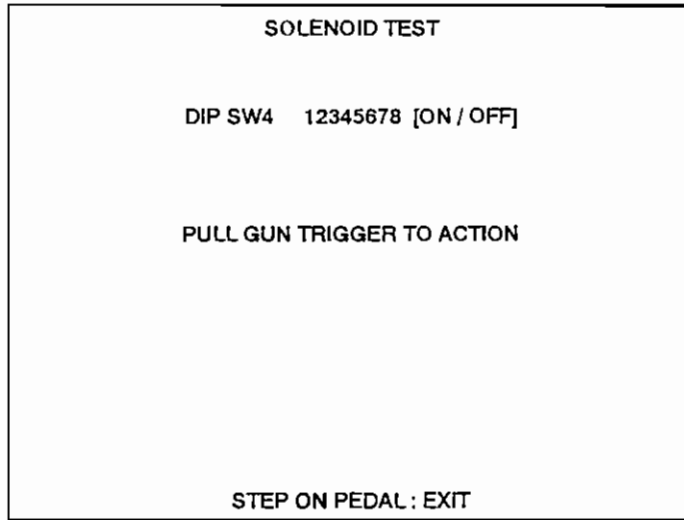 SOLENOID TEST
DIP SW4 12345678 [ON / OFF]
PULL GUN TRIGGER TO ACTION
STEP ON PEDAL : EXIT